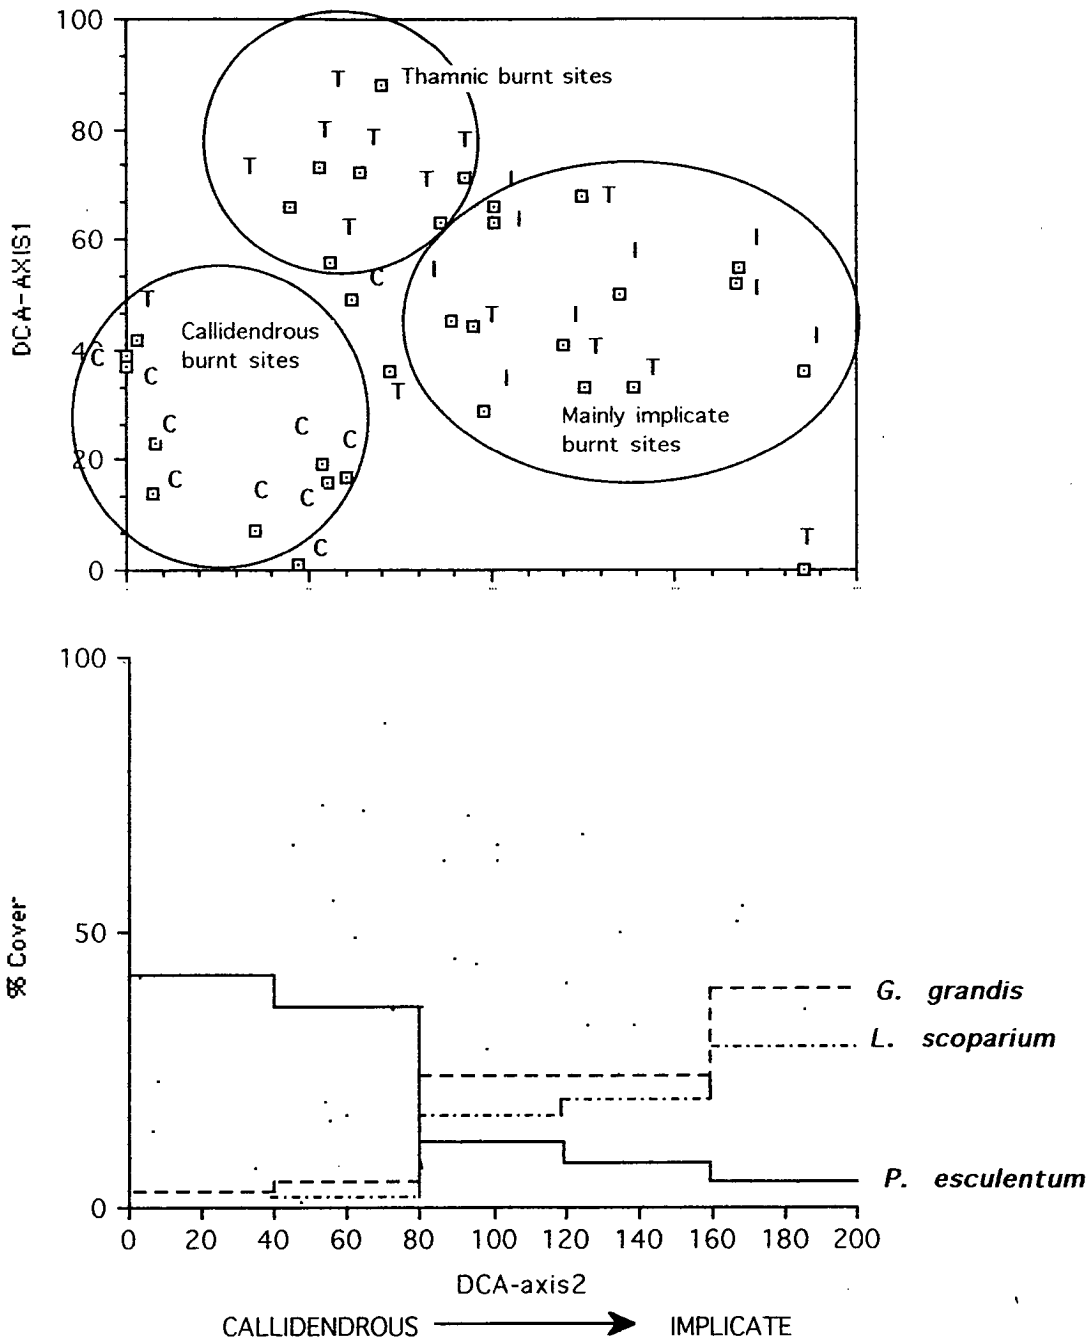 100
T
Thamnic burnt sites
80
T
T
T
T
T
I
T
I
T
60
I
I
C
I
DCA-AXIS1
T
Callidendrous
burnt sites
40
C
C
T
I
T
I
T
I
I
T
Mainly implicate
burnt sites
C
C
C
20
C
C
C
T
C
0
100
50
% Cover
G. grandis
L. scoparium
P. esculentum
0
0 20 40 60 80 100 120 140 160 180 200
DCA-axis2
CALLIDENDROUS IMPLICATE